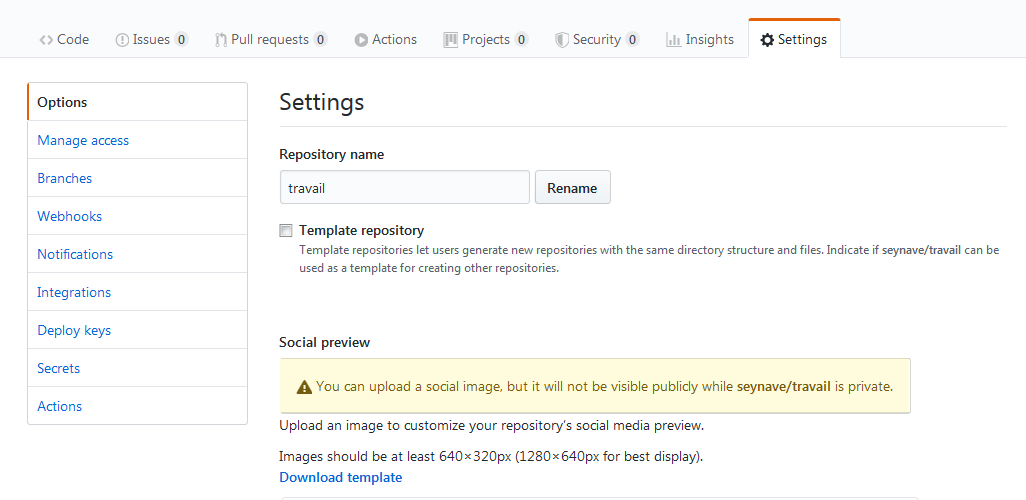 Code Issues 0 Pull requests 0 Actions Projects 0 Security 0 Insights Settings
Options
Manage access
Branches
Webhooks
Notifications
Integrations
Deploy keys
Secrets
Actions
Settings
Repository name
travail Rename
Template repository
Template repositories let users generate new repositories with the same directory structure and files. Indicate if seynave/travail can be
used as a template for creating other repositories.
Social preview
You can upload a social image, but it will not be visible publicly while seynave/travail is private.
Upload an image to customize your repository's social media preview.
Images should be at least 640×320px (1280×640px for best display).
Download template